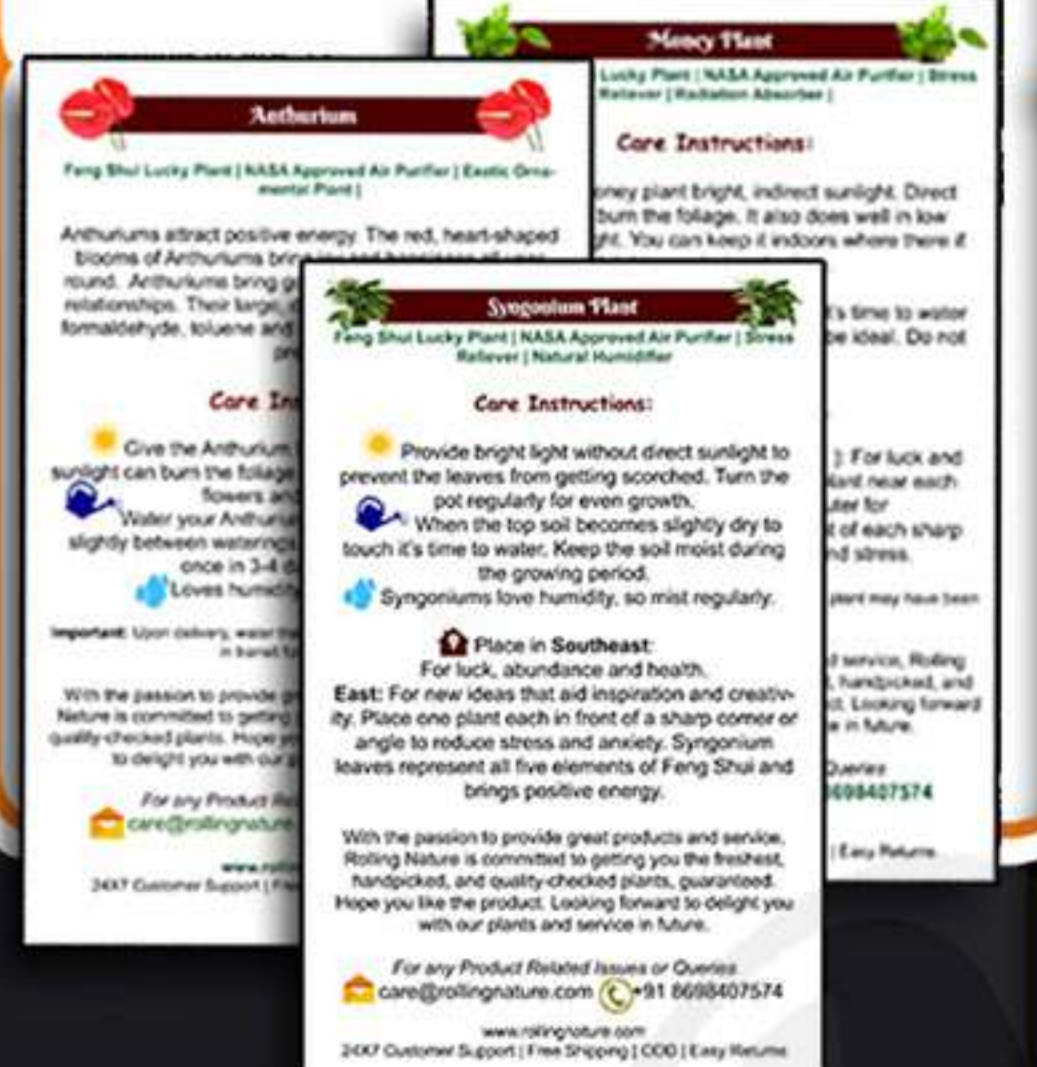 Money Plant
Lucky Plant | NASA Approved Air Purifier | Stress
Reliever | Radiation Absorber |
Care Instructions:
oney plant bright, indirect sunlight. Direct
burn the foliage. It also does well in low
ght. You can keep it indoors where there it
t's time to water
be ideal. Do not
]: For luck and
lant near each
uter for
t of each sharp
nd stress.
plant may have been
d service, Rolling
, handpicked, and
ct. Looking forward
e in future.
Queries
8698407574
| Easy Returns
Anthurium
Feng Shui Lucky Plant | NASA Approved Air Purifier | Exotic Orna-
mental Plant |
Anthuriums attract positive energy. The red, heart-shaped
blooms of Anthuriums bring
round. Anthuriums bring
relationships. Their large,
formaldehyde, toluene and
Care Ins
Give the Anthurium
sunlight can burn the foliage
flowers and
Water your Anthurium
slightly between waterings
once in 3-4 d
Loves humidity
Important: Upon delivery, water
in transit
With the passion to provide
Nature is committed to getting
quality-checked plants. Hope you
to delight you with our
For any Product Re
care@rollingnature
www.rollin
24X7 Customer Support | Free
Syngonium Plant
Feng Shui Lucky Plant | NASA Approved Air Purifier | Stress
Reliever | Natural Humidifier
Care Instructions:
Provide bright light without direct sunlight to
prevent the leaves from getting scorched. Turn the
pot regularly for even growth.
When the top soil becomes slightly dry to
touch it's time to water. Keep the soil moist during
the growing period.
Syngoniums love humidity, so mist regularly.
Place in Southeast:
For luck, abundance and health.
East: For new ideas that aid inspiration and creativ-
ity. Place one plant each in front of a sharp corner or
angle to reduce stress and anxiety. Syngonium
leaves represent all five elements of Feng Shui and
brings positive energy.
With the passion to provide great products and service,
Rolling Nature is committed to getting you the freshest,
handpicked, and quality-checked plants, guaranteed.
Hope you like the product. Looking forward to delight you
with our plants and service in future.
For any Product Related Issues or Queries
care@rollingnature.com +91 8698407574
www.rollingnature.com
24X7 Customer Support | Free Shipping | COD | Easy Returns